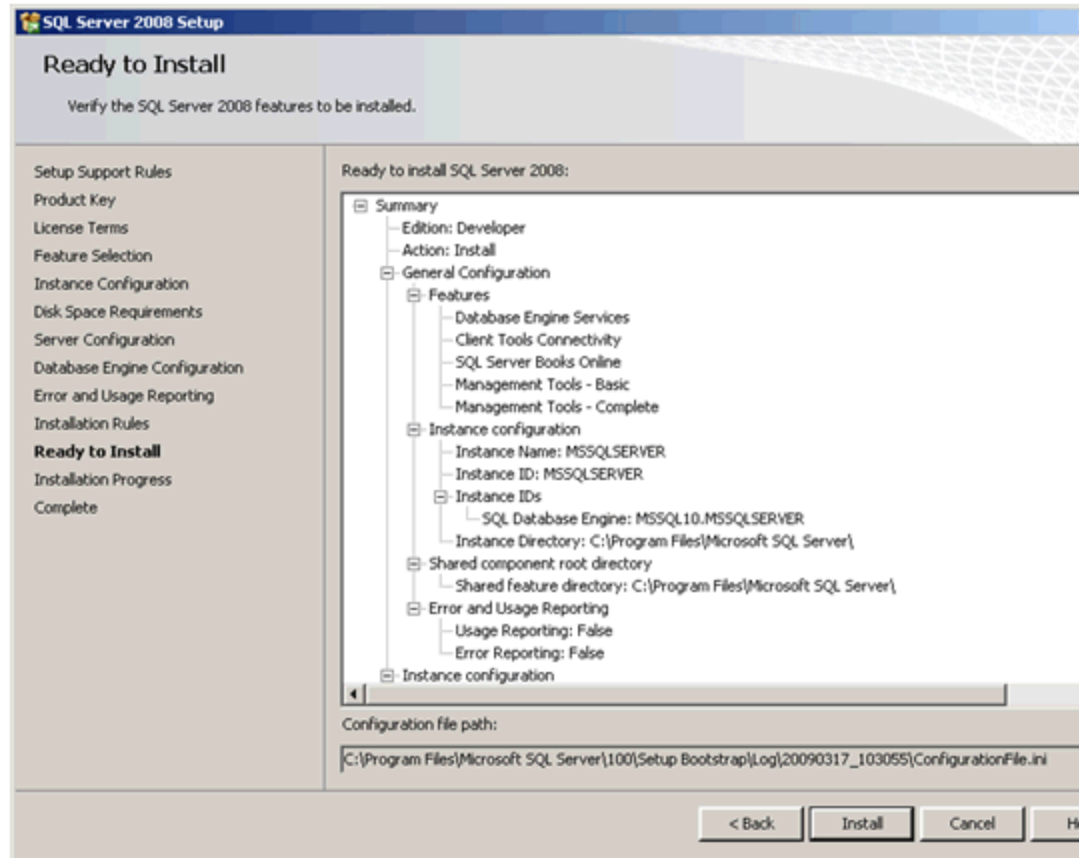 SQL Server 2008 Setup
Ready to Install
Verify the SQL Server 2008 features to be installed.
Setup Support Rules
Product Key
License Terms
Feature Selection
Instance Configuration
Disk Space Requirements
Server Configuration
Database Engine Configuration
Error and Usage Reporting
Installation Rules
Ready to Install
Installation Progress
Complete
Ready to install SQL Server 2008:
Summary
Edition: Developer
Action: Install
General Configuration
Features
Database Engine Services
Client Tools Connectivity
SQL Server Books Online
Management Tools - Basic
Management Tools - Complete
Instance configuration
Instance Name: MSSQLSERVER
Instance ID: MSSQLSERVER
Instance IDs
SQL Database Engine: MSSQL10.MSSQLSERVER
Instance Directory: C:\Program Files\Microsoft SQL Server\
Shared component root directory
Shared feature directory: C:\Program Files\Microsoft SQL Server\
Error and Usage Reporting
Usage Reporting: False
Error Reporting: False
Instance configuration
Configuration file path:
C:\Program Files\Microsoft SQL Server\100\Setup Bootstrap\Log\20090317_103055\ConfigurationFile.ini
< Back Install Cancel